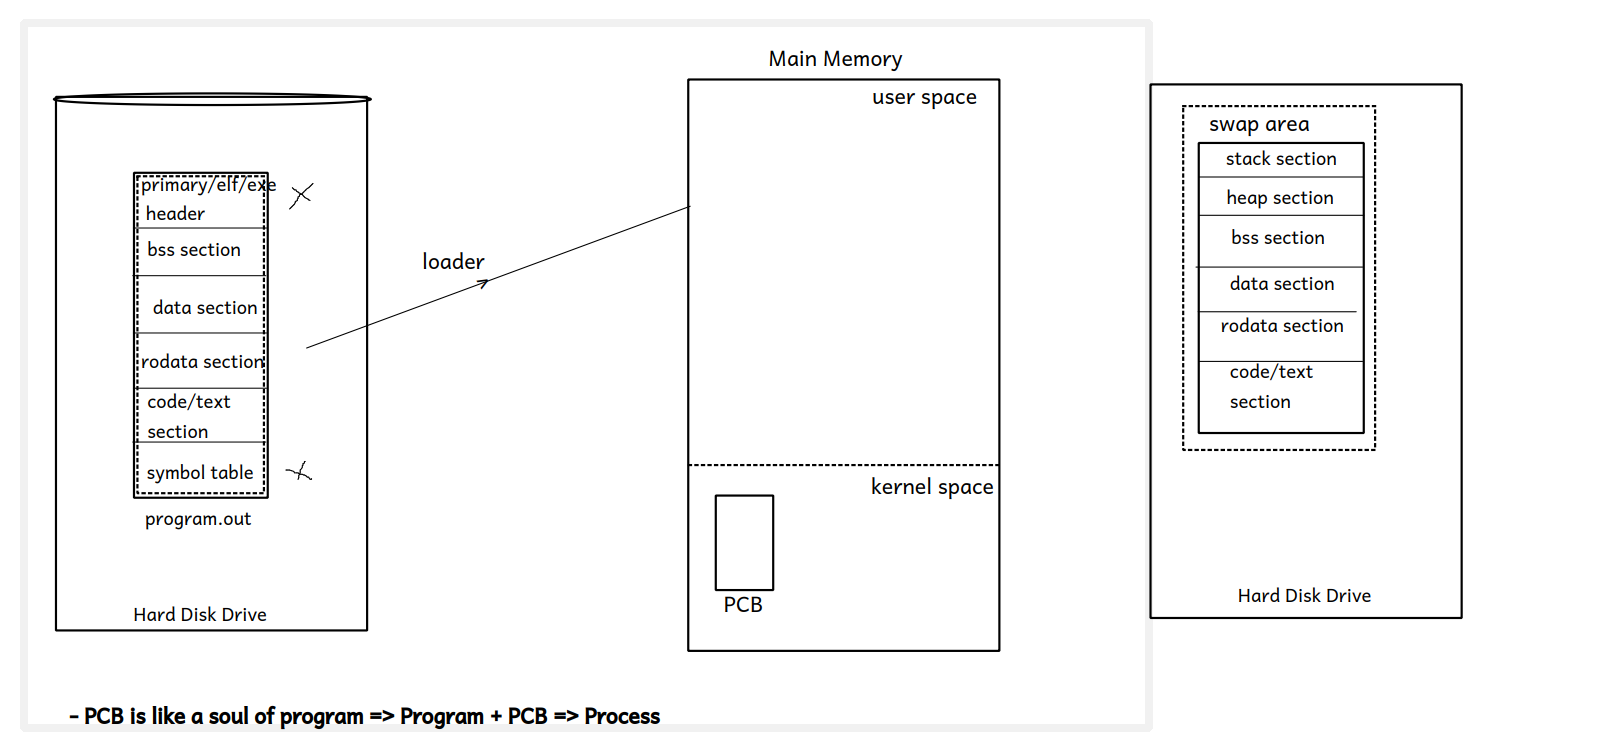 primary/elf/exe
header
bss section
data section
rodata section
code/text
section
symbol table
program.out
Hard Disk Drive
loader
Main Memory
user space
kernel space
PCB
swap area
stack section
heap section
bss section
data section
rodata section
code/text
section
Hard Disk Drive
- PCB is like a soul of program => Program + PCB => Process